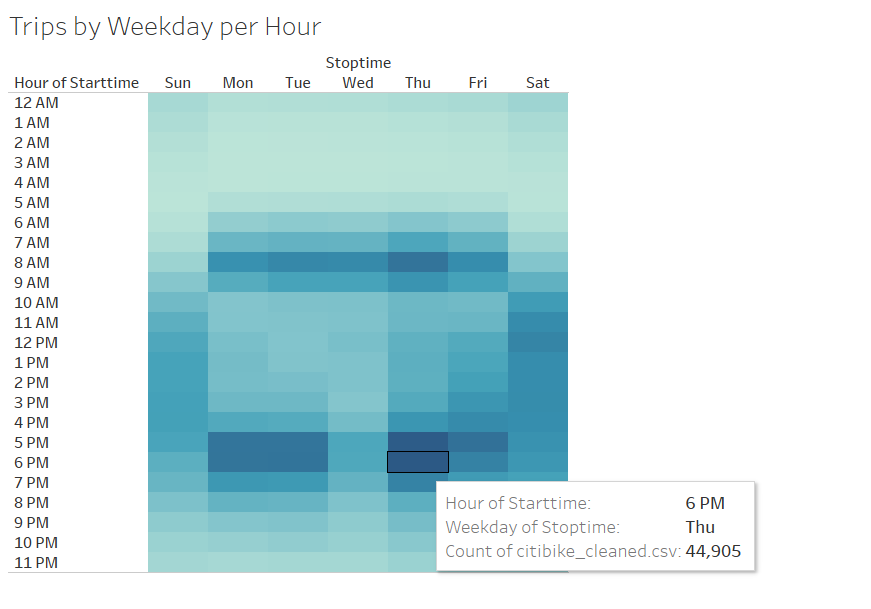 Trips by Weekday per Hour
Stoptime
Hour of Starttime Sun Mon Tue Wed Thu Fri Sat
12 AM
1 AM
2 AM
3 AM
4 AM
5 AM
6 AM
7 AM
8 AM
9 AM
10 AM
11 AM
12 PM
1 PM
2 PM
3 PM
4 PM
5 PM
6 PM
7 PM
8 PM
9 PM
10 PM
11 PM
Hour of Starttime: 6 PM
Weekday of Stoptime: Thu
Count of citibike_cleaned.csv: 44,905